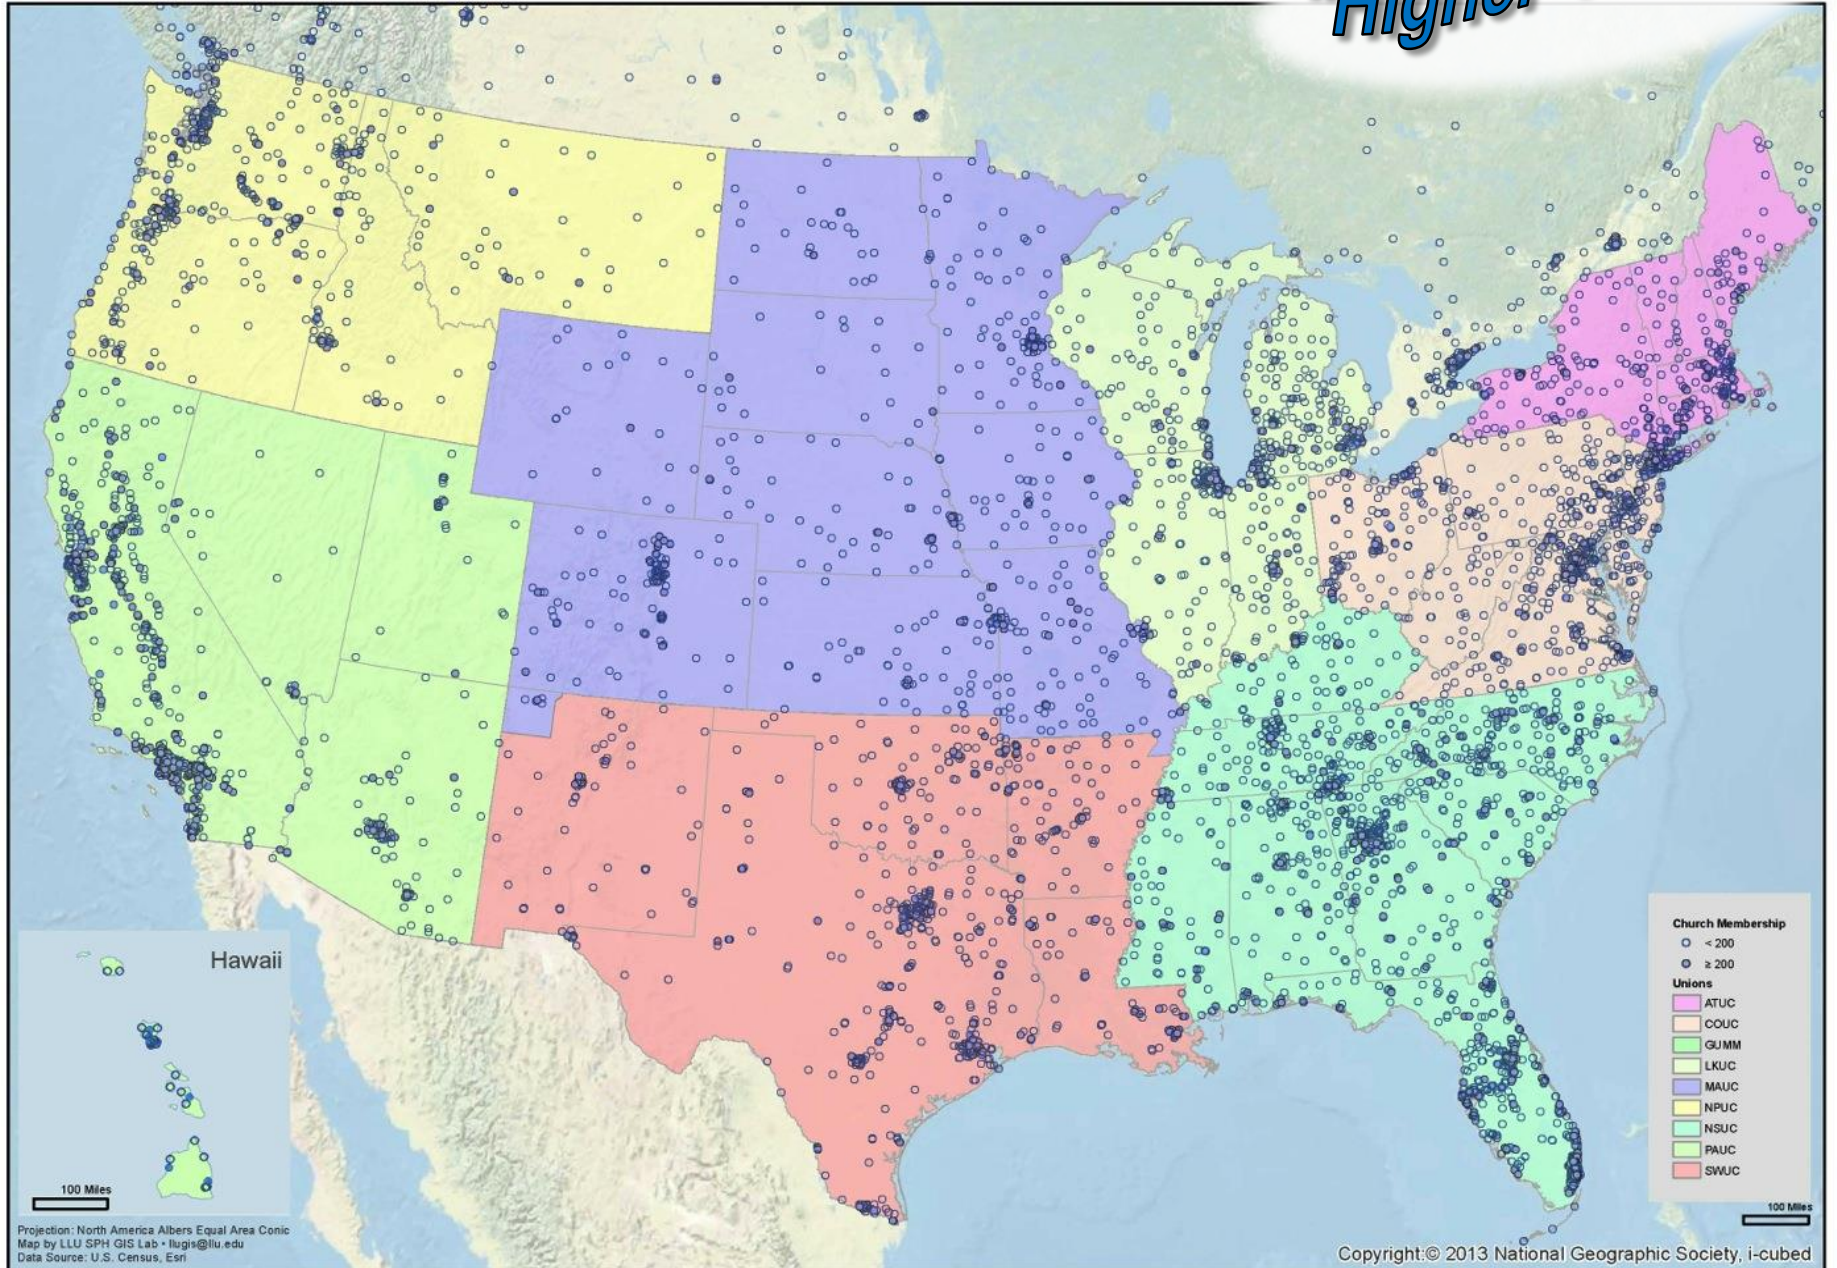 Hawaii
100 Miles
Projection: North America Albers Equal Area Conic
Map by LLU SPH GIS Lab • llugis@llu.edu
Data Source: U.S. Census, Esri
Church Membership
< 200
≥ 200
Unions
ATUC
COUC
GUMM
LKUC
MAUC
NPUC
NSUC
PAUC
SWUC
100 Miles
Copyright:© 2013 National Geographic Society, i-cubed